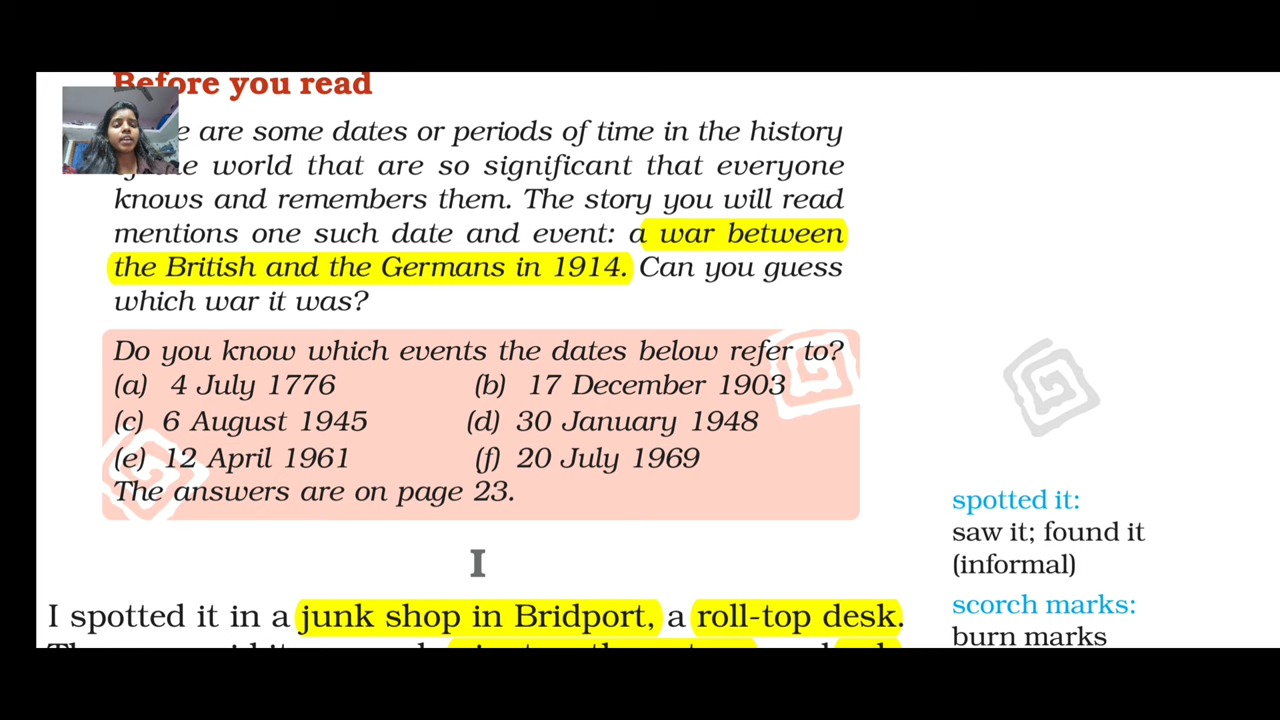 Before you read
are some dates or periods of time in the history
world that are so significant that everyone
knows and remembers them. The story you will read
mentions one such date and event: a war between
the British and the Germans in 1914. Can you guess
which war it was?
Do you know which events the dates below refer to?
(a) 4 July 1776 (b) 17 December 1903
(c) 6 August 1945 (d) 30 January 1948
(e) 12 April 1961 (f) 20 July 1969
The answers are on page 23.
I
I spotted it in a junk shop in Bridport, a roll-top desk.
spotted it:
saw it; found it
(informal)
scorch marks:
burn marks